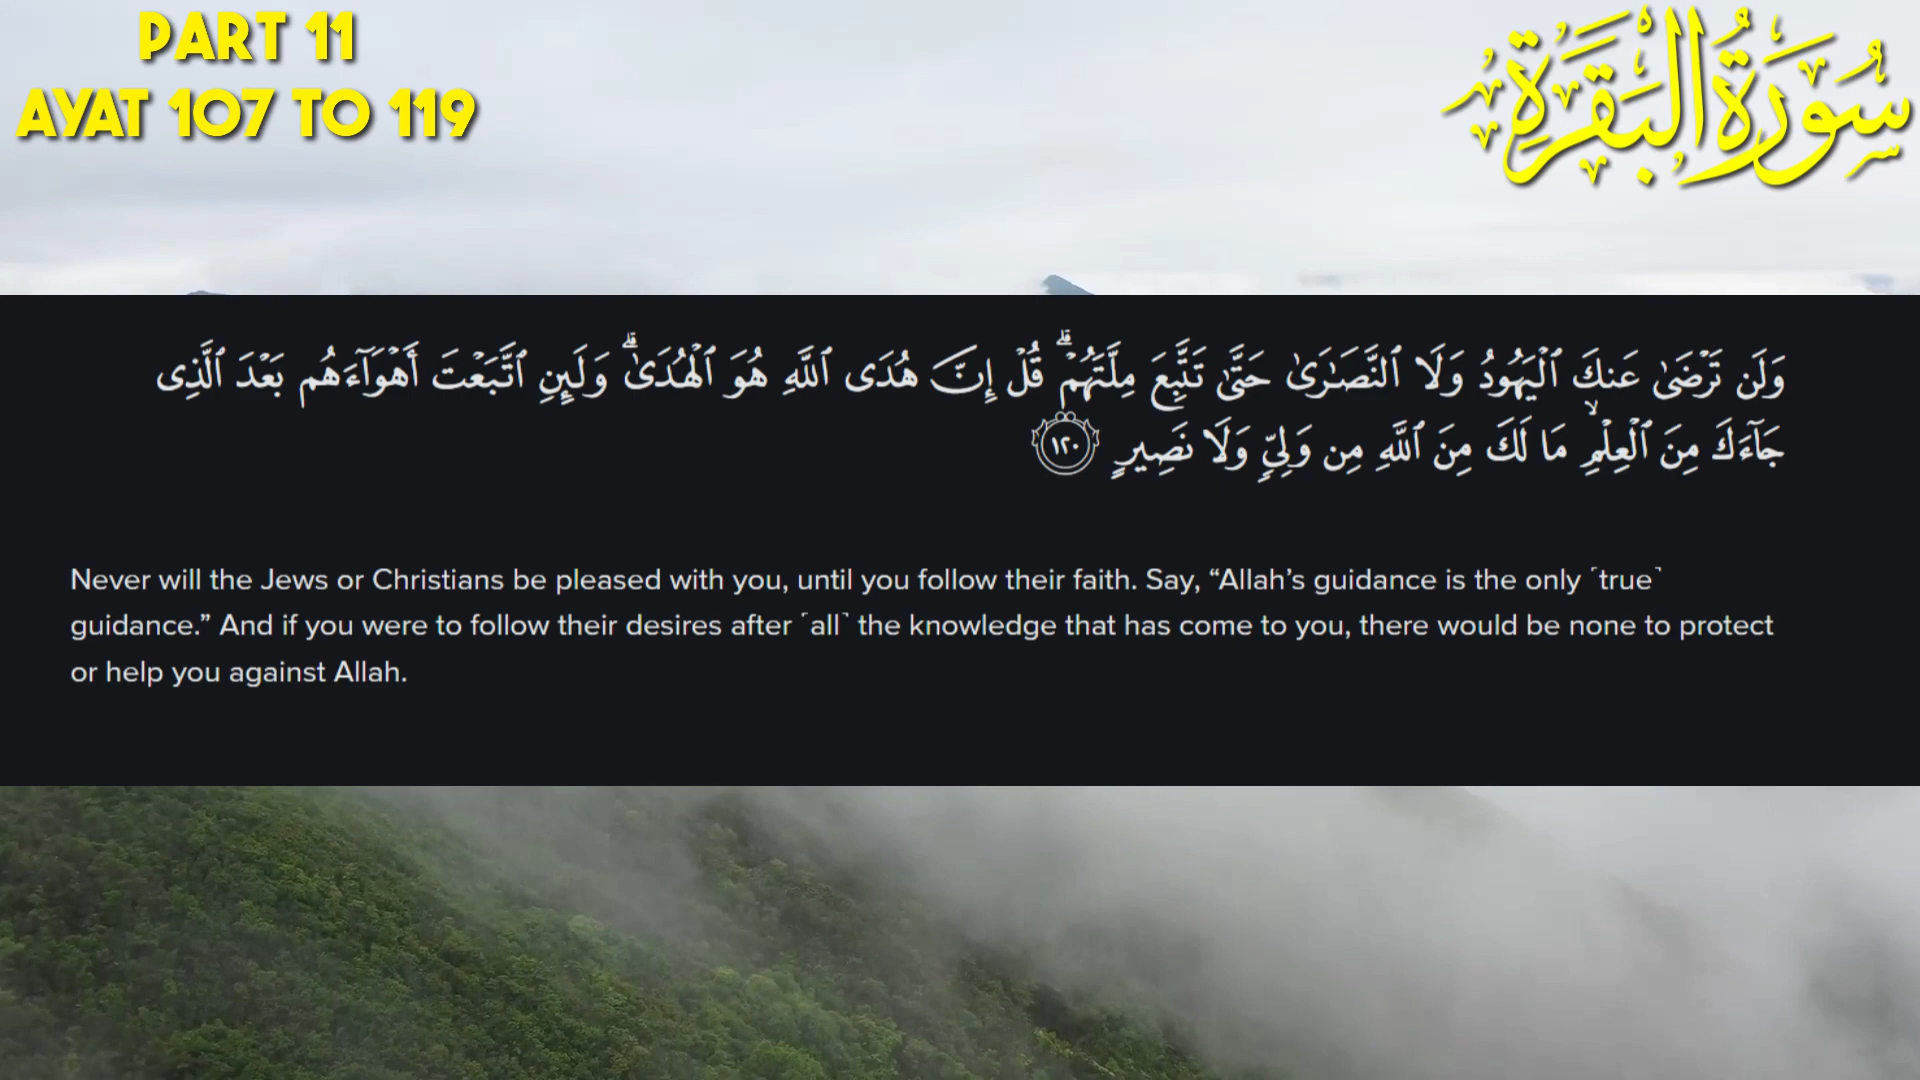 PART 11
AYAT 107 TO 119
سُورَةُ البَقَرَةِ
وَلَن تَرْضَىٰ عَنكَ ٱلْيَهُودُ وَلَا ٱلنَّصَـٰرَىٰ حَتَّىٰ تَتَّبِعَ مِلَّتَهُمْ ۗ قُلْ إِنَّ هُدَى ٱللَّهِ هُوَ ٱلْهُدَىٰ ۗ وَلَئِنِ ٱتَّبَعْتَ أَهْوَآءَهُم بَعْدَ ٱلَّذِى
جَآءَكَ مِنَ ٱلْعِلْمِ ۙ مَا لَكَ مِنَ ٱللَّهِ مِن وَلِىٍّ وَلَا نَصِيرٍ ١٢٠
Never will the Jews or Christians be pleased with you, until you follow their faith. Say, “Allah’s guidance is the only ˹true˺
guidance.” And if you were to follow their desires after ˹all˺ the knowledge that has come to you, there would be none to protect
or help you against Allah.